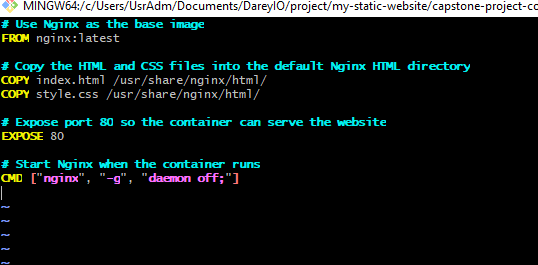 MINGW64:/c/Users/UsrAdm/Documents/DareyIO/project/my-static-website/capstone-project-co
# Use Nginx as the base image
FROM nginx:latest
# Copy the HTML and CSS files into the default Nginx HTML directory
COPY index.html /usr/share/nginx/html/
COPY style.css /usr/share/nginx/html/
# Expose port 80 so the container can serve the website
EXPOSE 80
# Start Nginx when the container runs
CMD ["nginx", "-g", "daemon off;"]
~
~
~
~
~